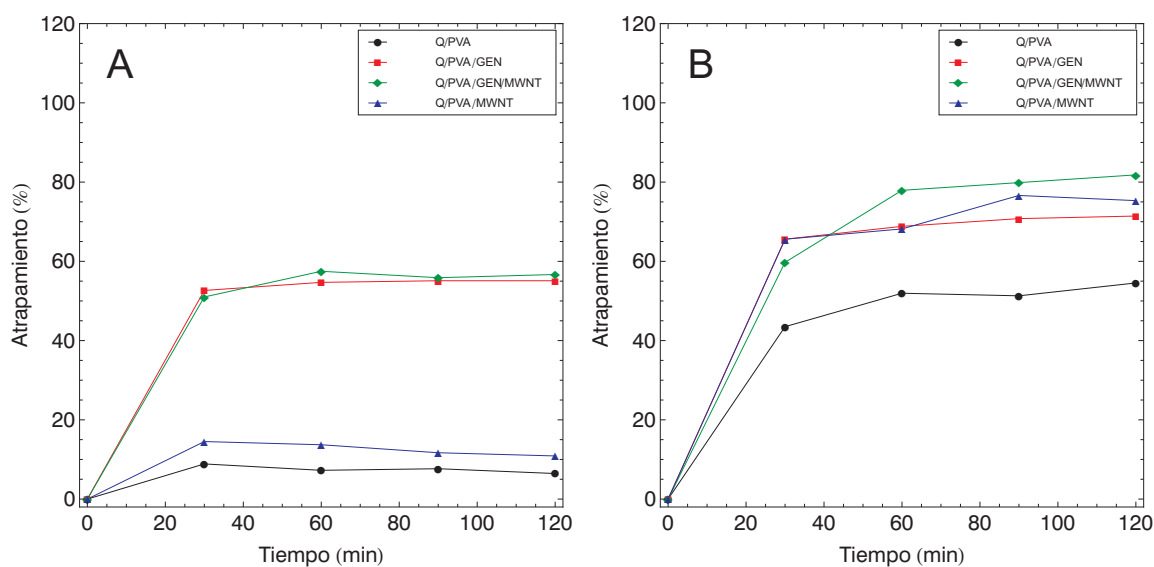 A
Q/PVA
Q/PVA/GEN
Q/PVA/GEN/MWNT
Q/PVA/MWNT
120
100
80
60
40
20
0
Atrapamiento (%)
0 20 40 60 80 100 120
Tiempo (min)
B
Q/PVA
Q/PVA/GEN
Q/PVA/GEN/MWNT
Q/PVA/MWNT
120
100
80
60
40
20
0
Atrapamiento (%)
0 20 40 60 80 100 120
Tiempo (min)